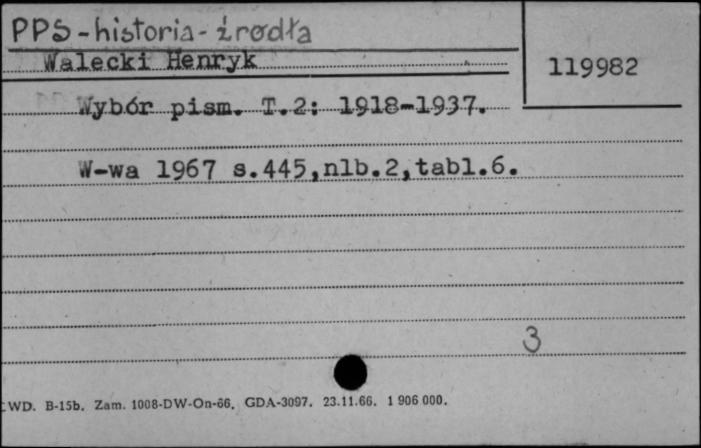 PPS - historia - źrodła
Walecki Henryk
119982
Wybór pism. T.2: 1918-1937.
W-wa 1967 s.445,nlb.2,tabl.6.
3
WD. B-15b. Zam. 1008-DW-On-66. GDA-3097. 23.11.66. 1 906 000.